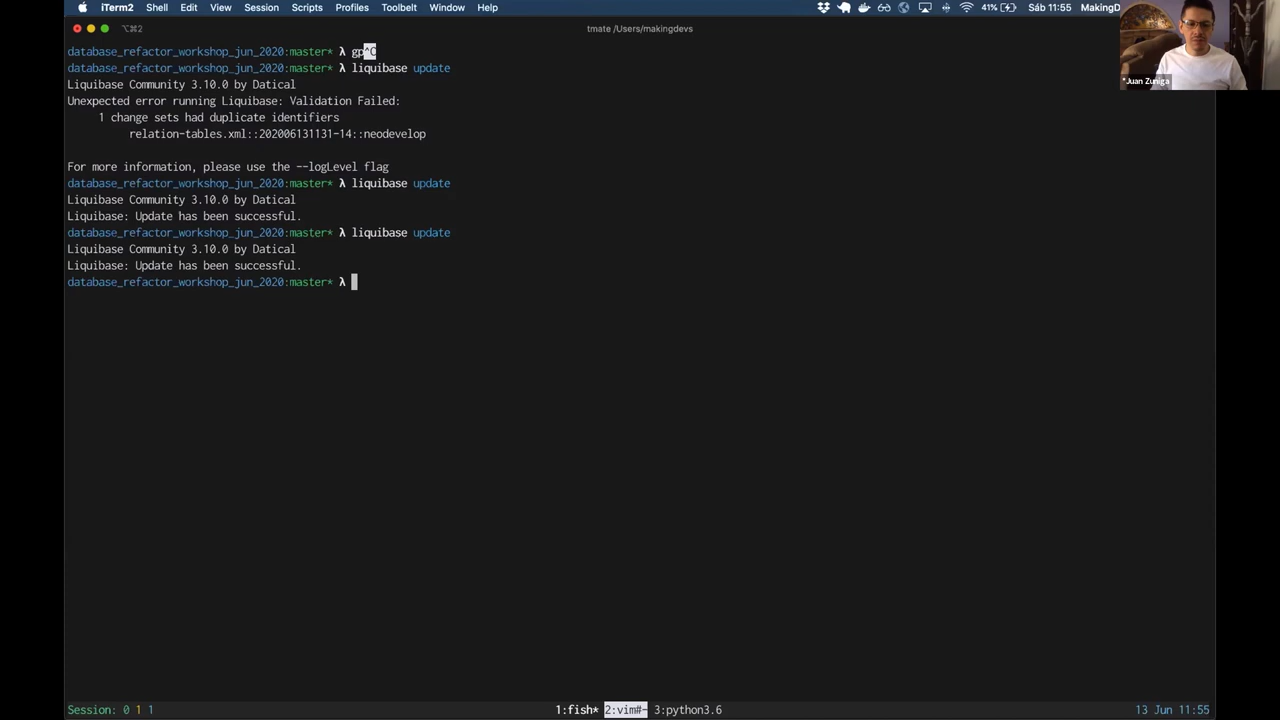 iTerm2 Shell Edit View Session Scripts Profiles Toolbelt Window Help 41% Sáb 11:55 MakingD
⌥⌘2 tmate /Users/makingdevs
*Juan Zuniga
database_refactor_workshop_jun_2020:master* λ gp^C
database_refactor_workshop_jun_2020:master* λ liquibase update
Liquibase Community 3.10.0 by Datical
Unexpected error running Liquibase: Validation Failed:
1 change sets had duplicate identifiers
relation-tables.xml::202006131131-14::neodevelop
For more information, please use the --logLevel flag
database_refactor_workshop_jun_2020:master* λ liquibase update
Liquibase Community 3.10.0 by Datical
Liquibase: Update has been successful.
database_refactor_workshop_jun_2020:master* λ liquibase update
Liquibase Community 3.10.0 by Datical
Liquibase: Update has been successful.
database_refactor_workshop_jun_2020:master* λ
Session: 0 1 1 1:fish* 2:vim#- 3:python3.6 13 Jun 11:55